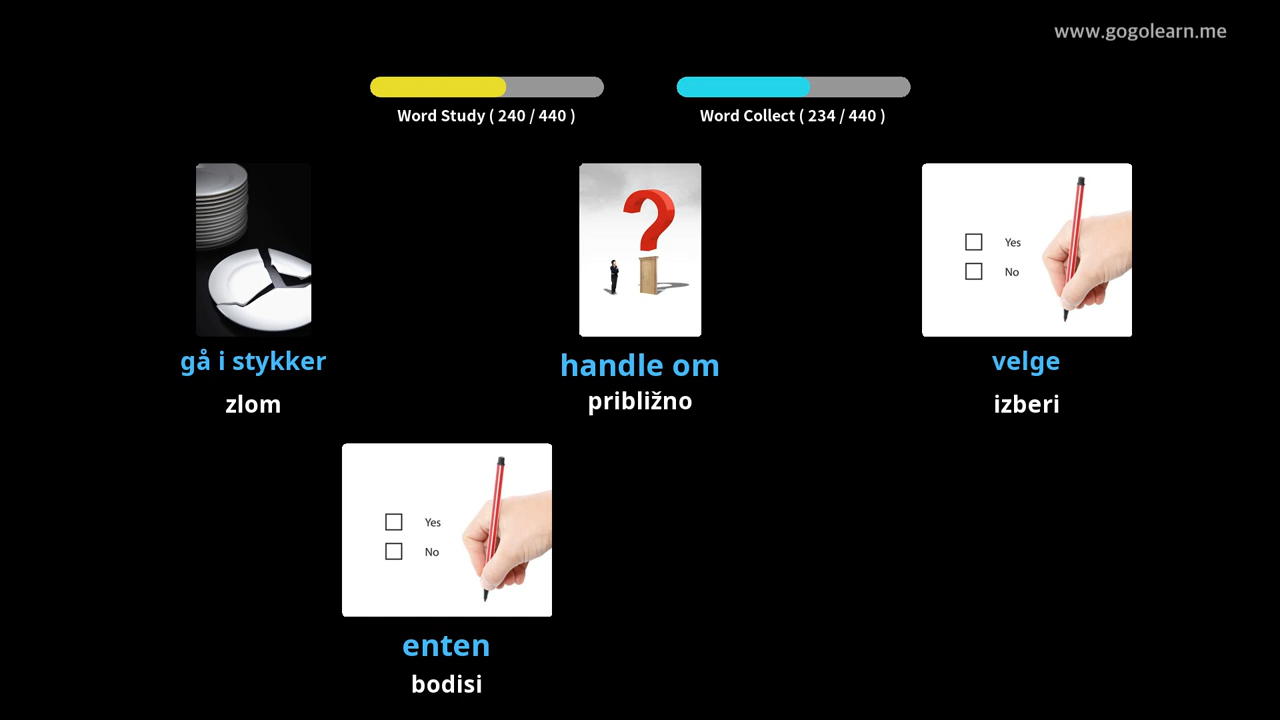 www.gogolearn.me
Word Study ( 240 / 440 )
Word Collect ( 234 / 440 )
Yes
No
gå i stykker
handle om
velge
zlom
približno
izberi
Yes
No
enten
bodisi